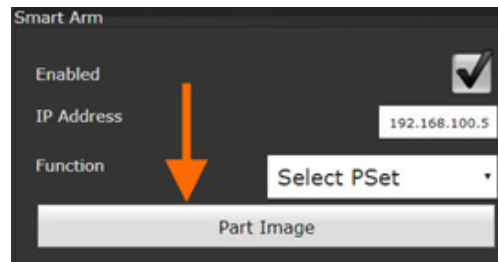 Smart Arm
Enabled
IP Address 192.168.100.5
Function Select PSet
Part Image